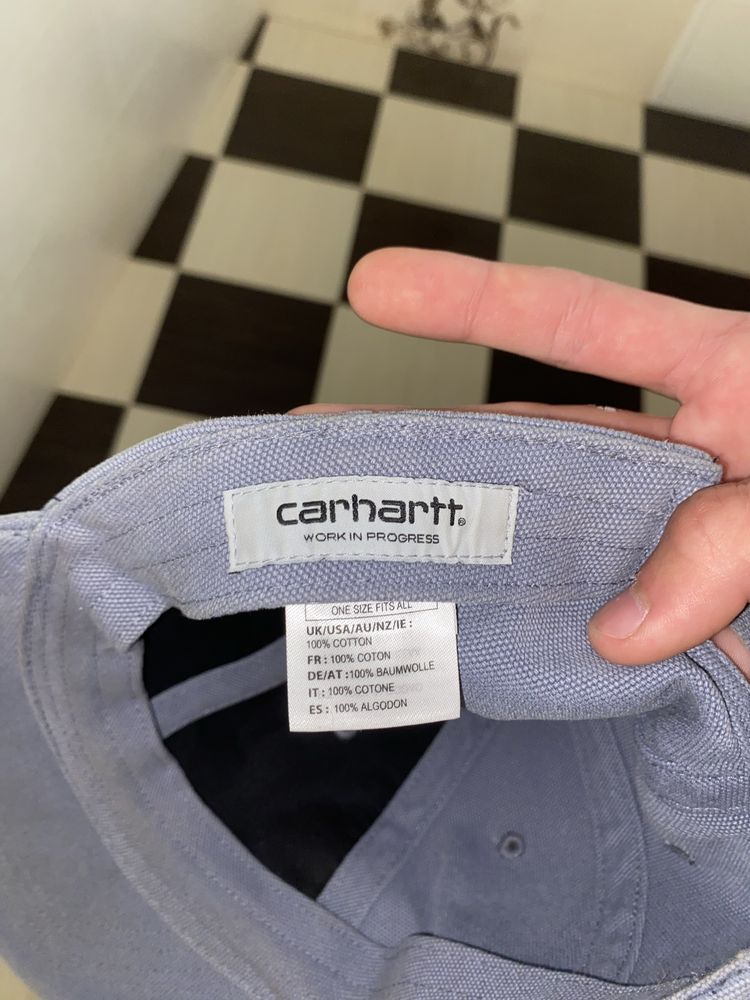 carhartt®
WORK IN PROGRESS
ONE SIZE FITS ALL
UK/USA/AU/NZ/IE :
100% COTTON
FR : 100% COTON
DE/AT :100% BAUMWOLLE
IT : 100% COTONE
ES : 100% ALGODON